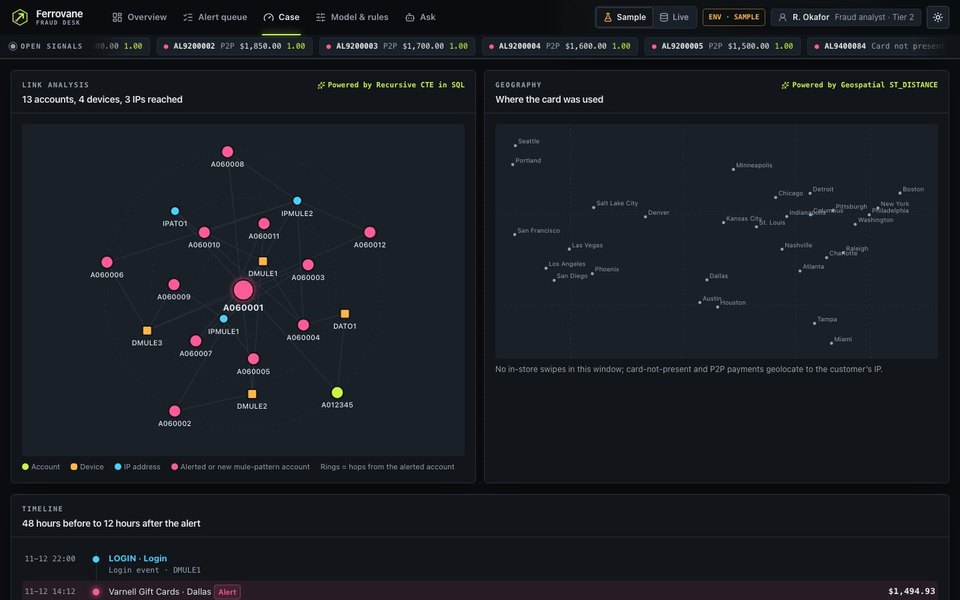 Ferrovane
FRAUD DESK
Overview
Alert queue
Case
Model & rules
Ask
Sample
Live
ENV · SAMPLE
R. Okafor Fraud analyst · Tier 2
OPEN SIGNALS
00.00 1.00
AL9200002 P2P $1,850.00 1.00
AL9200003 P2P $1,700.00 1.00
AL9200004 P2P $1,600.00 1.00
AL9200005 P2P $1,500.00 1.00
AL9400084 Card not present
LINK ANALYSIS
Powered by Recursive CTE in SQL
13 accounts, 4 devices, 3 IPs reached
A060008
IPMULE2
IPATO1
A060011
A060010
A060012
A060006
DMULE1
A060003
A060009
A060001
IPMULE1
DATO1
DMULE3
A060004
A060007
A060005
DMULE2
A012345
A060002
Account
Device
IP address
Alerted or new mule-pattern account
Rings = hops from the alerted account
GEOGRAPHY
Powered by Geospatial ST_DISTANCE
Where the card was used
Seattle
Portland
Minneapolis
Chicago
Detroit
Boston
Salt Lake City
Denver
Kansas City
St. Louis
Indianapolis
Columbus
Pittsburgh
New York
Philadelphia
Washington
San Francisco
Las Vegas
Nashville
Raleigh
Charlotte
Los Angeles
San Diego
Phoenix
Dallas
Atlanta
Austin
Houston
Tampa
Miami
No in-store swipes in this window; card-not-present and P2P payments geolocate to the customer's IP.
TIMELINE
48 hours before to 12 hours after the alert
11-12 22:00
LOGIN · Login
Login event · DMULE1
11-12 14:12
Varnell Gift Cards · Dallas Alert
$1,494.93